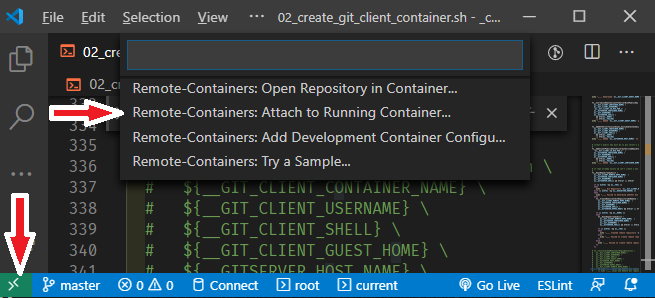 File Edit Selection View ··· 02_create_git_client_container.sh - _c...
02_cre
02_c
Remote-Containers: Open Repository in Container...
Remote-Containers: Attach to Running Container...
Remote-Containers: Add Development Container Configu...
Remote-Containers: Try a Sample...
333
334
335
336 \
337 # ${__GIT_CLIENT_CONTAINER_NAME} \
338 # ${__GIT_CLIENT_USERNAME} \
339 # ${__GIT_CLIENT_SHELL} \
340 # ${__GIT_CLIENT_GUEST_HOME} \
341 # ${__GITSERVER_HOST_NAME} \
master 0 0 Connect root current Go Live ESLint